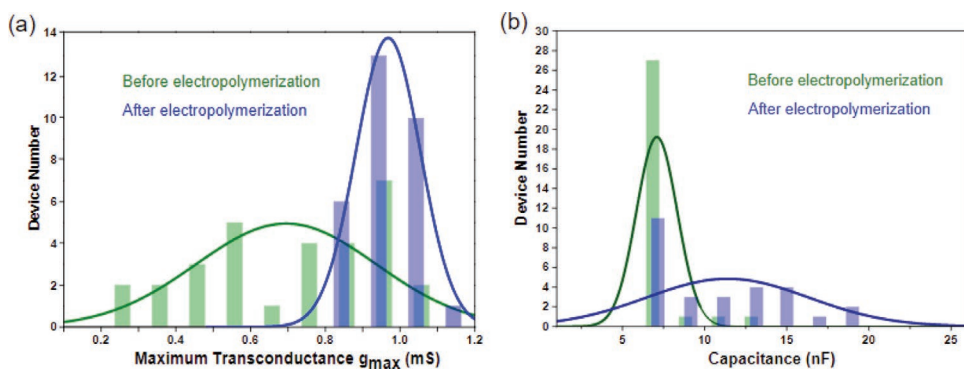 (a)
14
12
10
8
6
4
2
0
Device Number
Before electropolymerization
After electropolymerization
0.2 0.4 0.6 0.8 1.0 1.2
Maximum Transconductance gmax (mS)
(b)
30
28
26
24
22
20
18
16
14
12
10
8
6
4
2
0
Device Number
Before electropolymerization
After electropolymerization
5 10 15 20 25
Capacitance (nF)